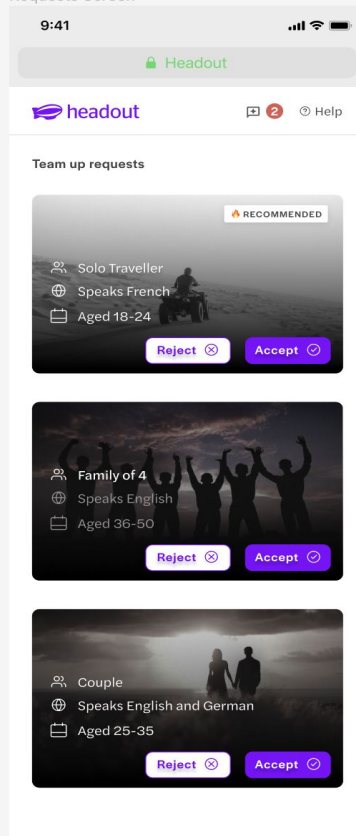 Requests Screen
9:41
Headout
headout
2
Help
Team up requests
RECOMMENDED
Solo Traveller
Speaks French
Aged 18-24
Reject
Accept
Family of 4
Speaks English
Aged 36-50
Reject
Accept
Couple
Speaks English and German
Aged 25-35
Reject
Accept